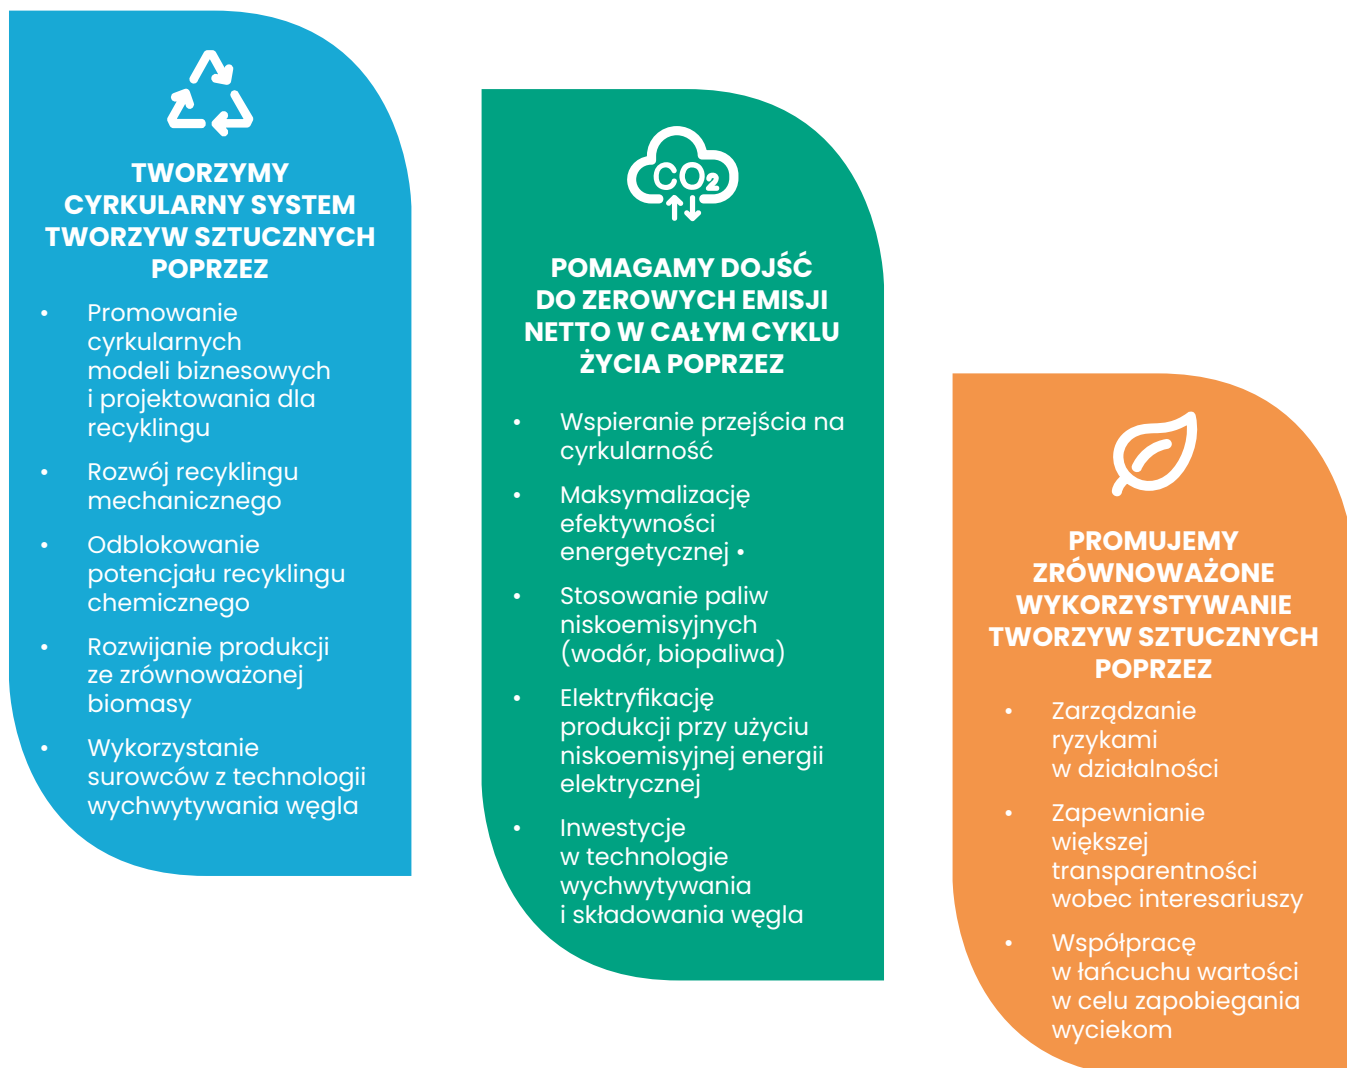 TWORZYMY
CYRKULARNY SYSTEM
TWORZYW SZTUCZNYCH
POPRZEZ
• Promowanie
cyrkularnych
modeli biznesowych
i projektowania dla
recyklingu
• Rozwój recyklingu
mechanicznego
• Odblokowanie
potencjału recyklingu
chemicznego
• Rozwijanie produkcji
ze zrównoważonej
biomasy
• Wykorzystanie
surowców z technologii
wychwytywania węgla
CO₂
POMAGAMY DOJŚĆ
DO ZEROWYCH EMISJI
NETTO W CAŁYM CYKLU
ŻYCIA POPRZEZ
• Wspieranie przejścia na
cyrkularność
• Maksymalizację
efektywności
energetycznej •
• Stosowanie paliw
niskoemisyjnych
(wodór, biopaliwa)
• Elektryfikację
produkcji przy użyciu
niskoemisyjnej energii
elektrycznej
• Inwestycje
w technologie
wychwytywania
i składowania węgla
PROMUJEMY
ZRÓWNOWAŻONE
WYKORZYSTYWANIE
TWORZYW SZTUCZNYCH
POPRZEZ
• Zarządzanie
ryzykami
w działalności
• Zapewnianie
większej
transparentności
wobec interesariuszy
• Współpracę
w łańcuchu wartości
w celu zapobiegania
wyciekom